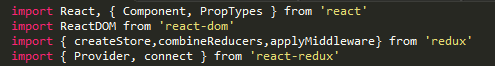 import React, { Component, PropTypes } from 'react'
import ReactDOM from 'react-dom'
import { createStore,combineReducers,applyMiddleware} from 'redux'
import { Provider, connect } from 'react-redux'